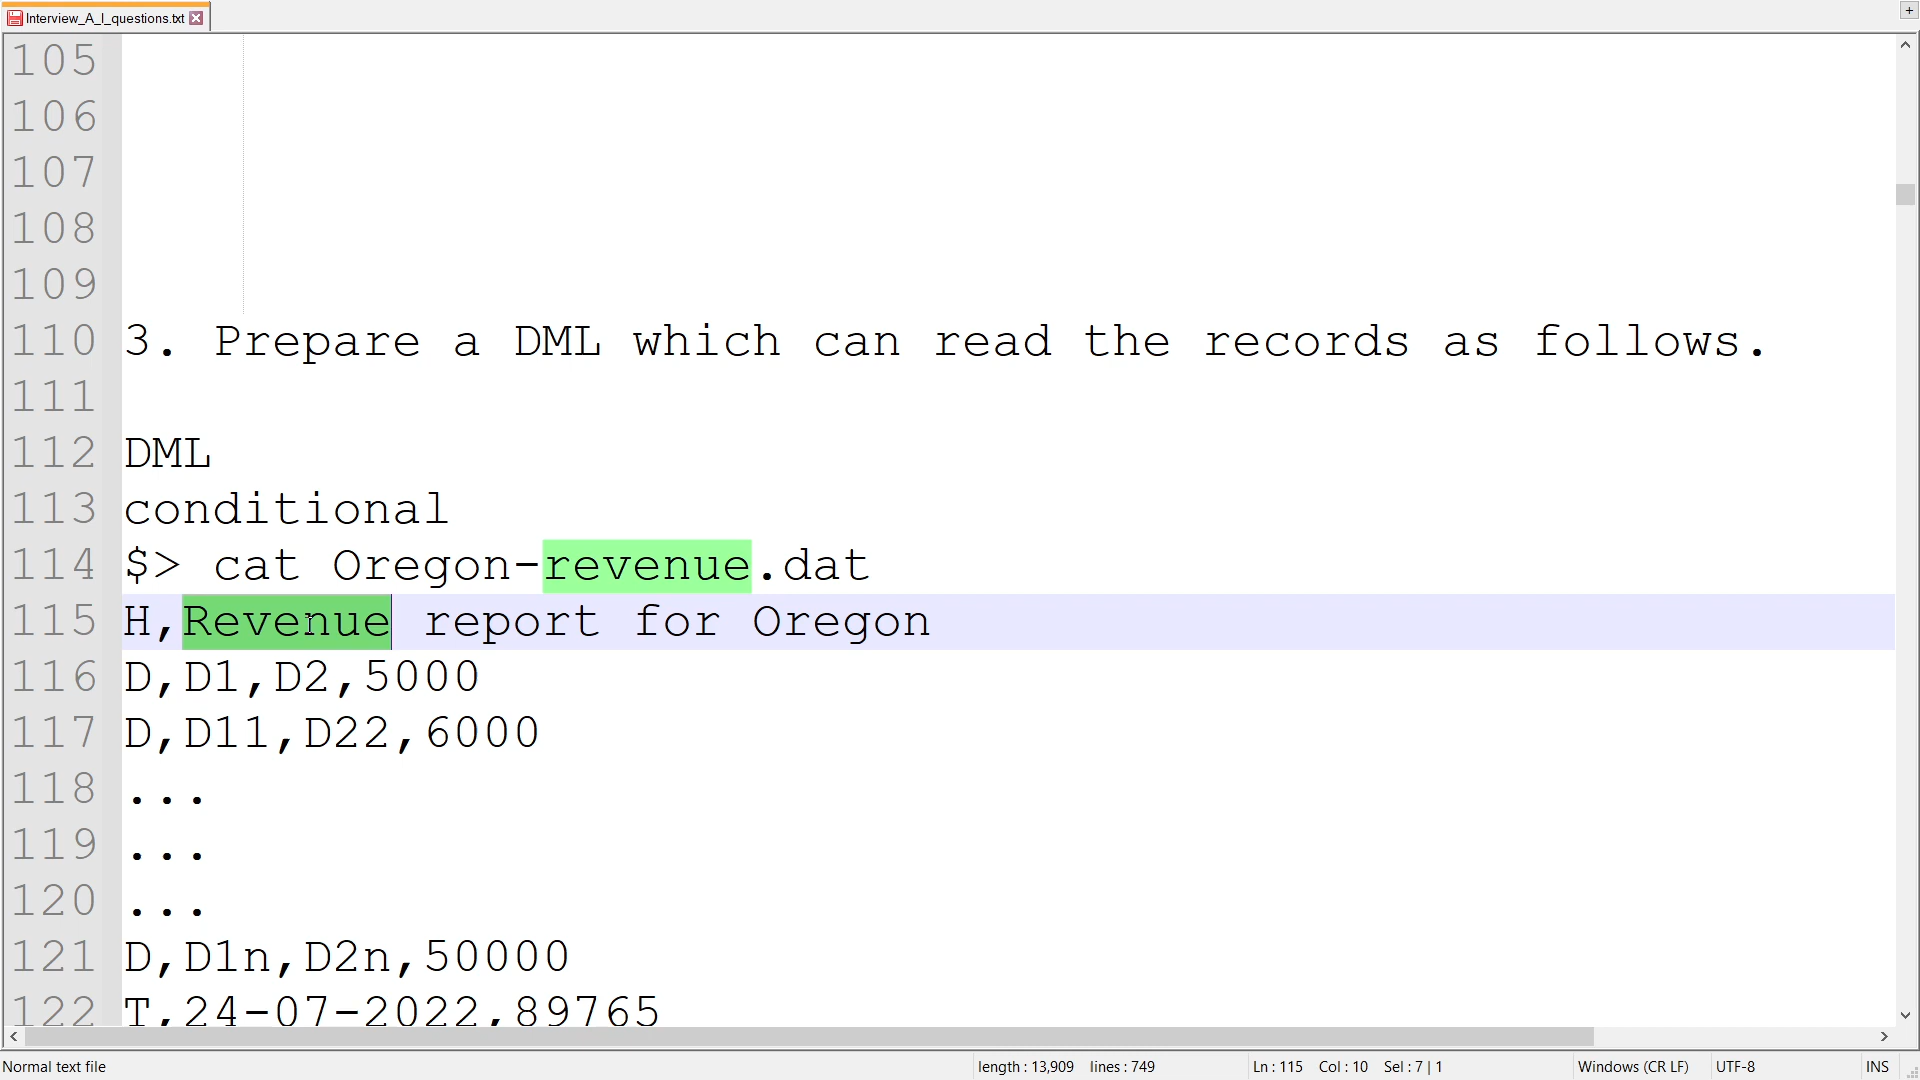 Interview_A_I_questions.txt
105
106
107
108
109
110 3. Prepare a DML which can read the records as follows.
111
112 DML
113 conditional
114 $> cat Oregon-revenue.dat
115 H,Revenue report for Oregon
116 D,D1,D2,5000
117 D,D11,D22,6000
118 ...
119 ...
120 ...
121 D,D1n,D2n,50000
122 T,24-07-2022,89765
Normal text file length : 13,909 lines : 749 Ln : 115 Col : 10 Sel : 7 | 1 Windows (CR LF) UTF-8 INS